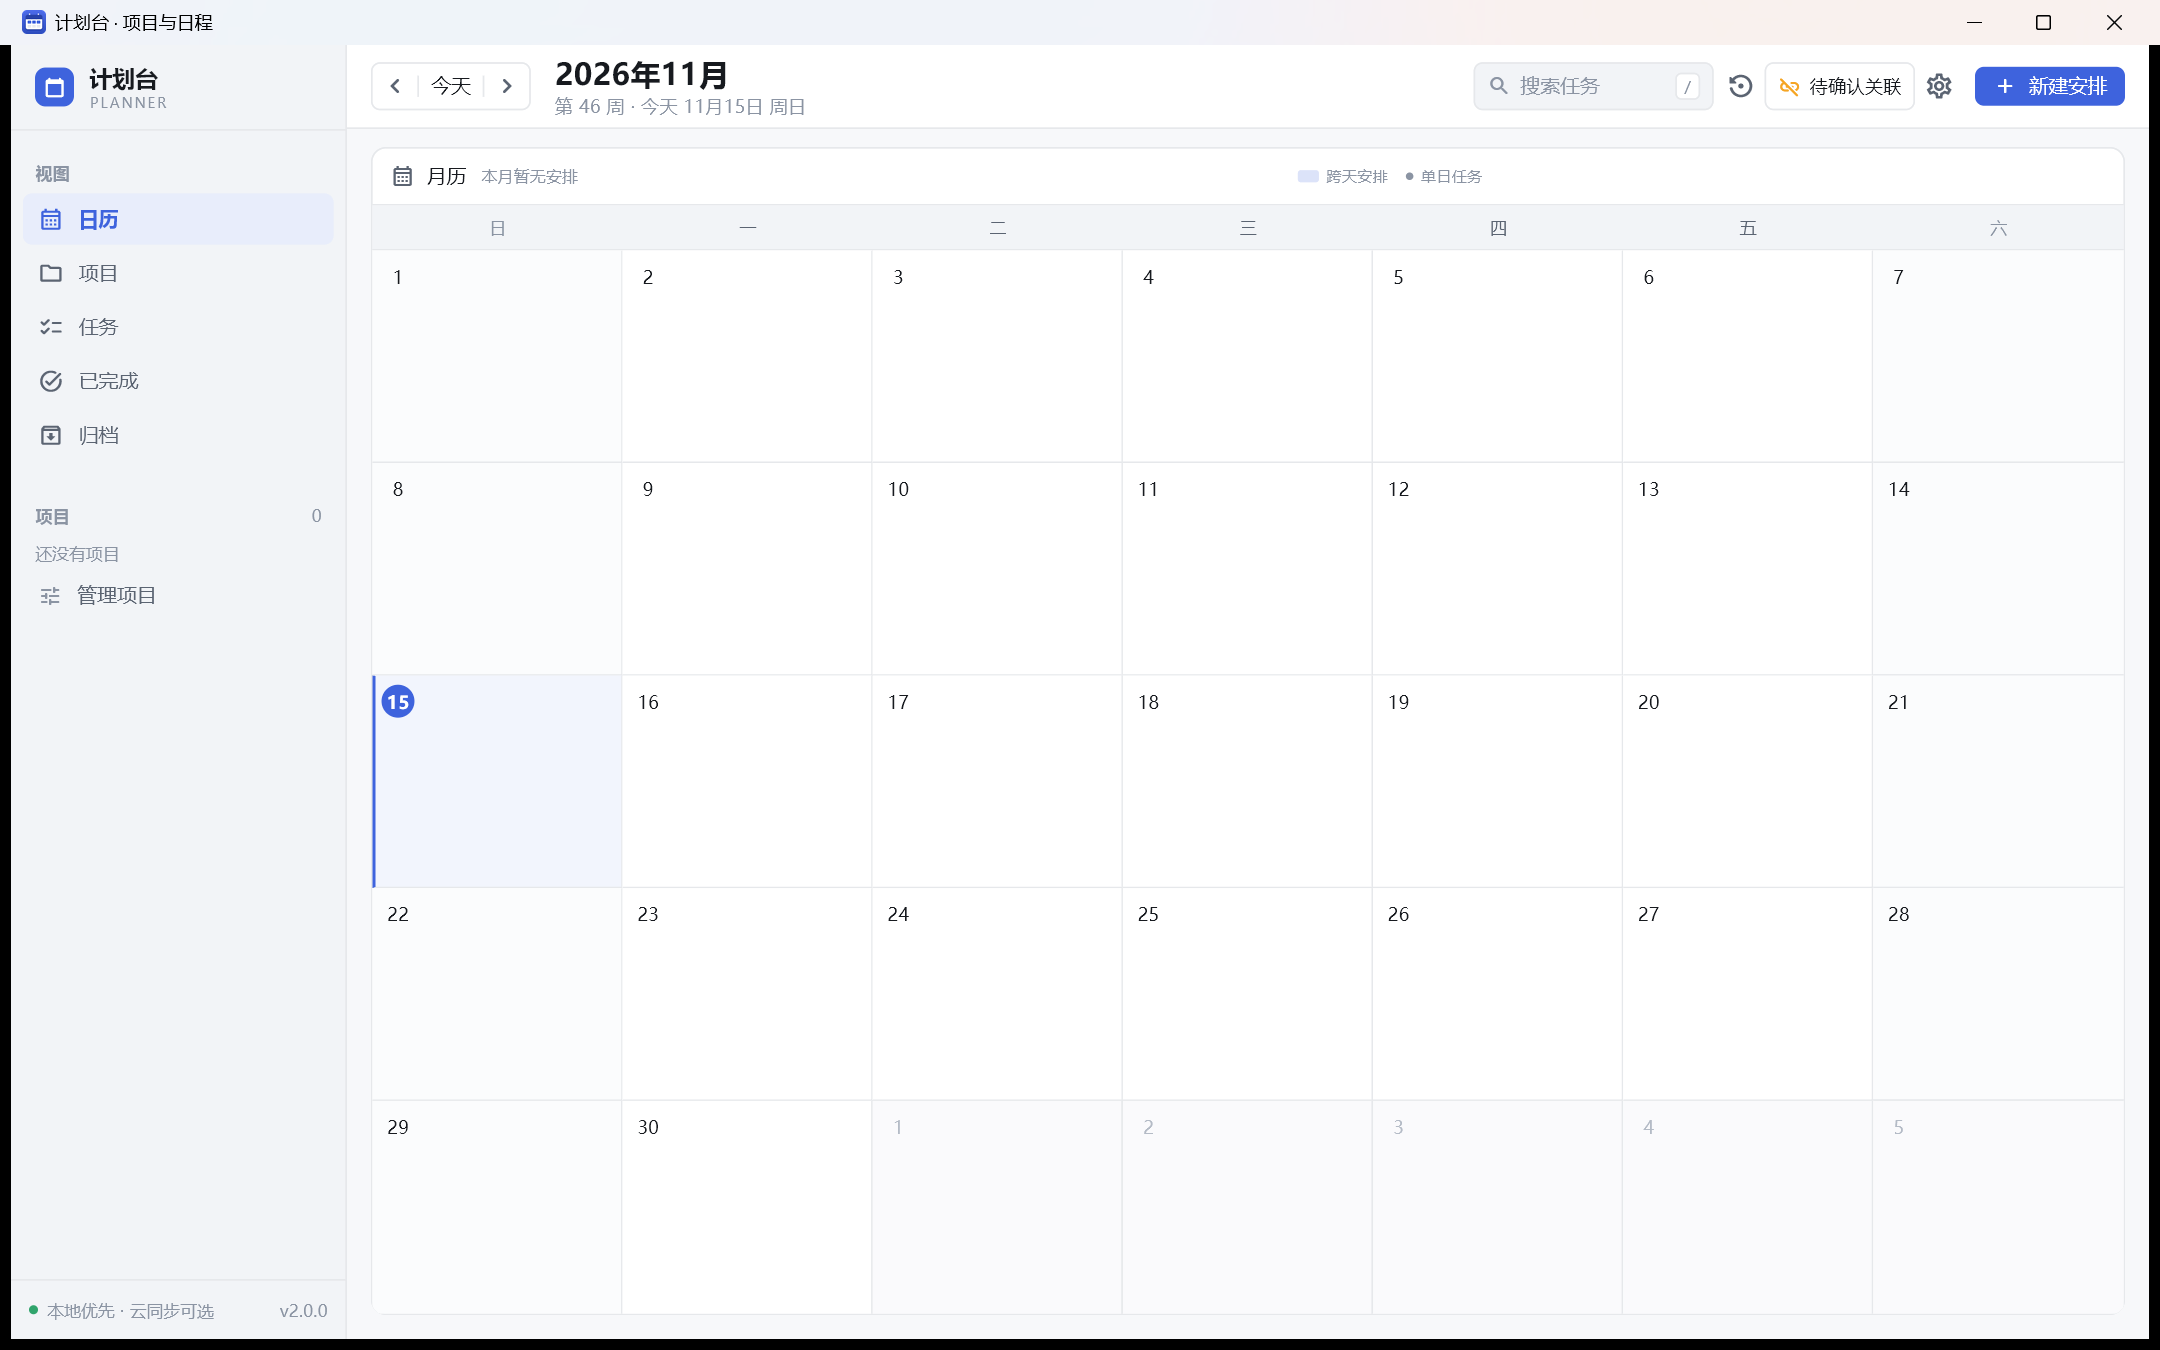 计划台 · 项目与日程
计划台
PLANNER
今天
2026年11月
第 46 周 · 今天 11月15日 周日
搜索任务 /
待确认关联
新建安排
视图
日历
项目
任务
已完成
归档
项目 0
还没有项目
管理项目
本地优先 · 云同步可选 v2.0.0
月历 本月暂无安排
跨天安排 单日任务
日 一 二 三 四 五 六
1 2 3 4 5 6 7
8 9 10 11 12 13 14
15 16 17 18 19 20 21
22 23 24 25 26 27 28
29 30 1 2 3 4 5